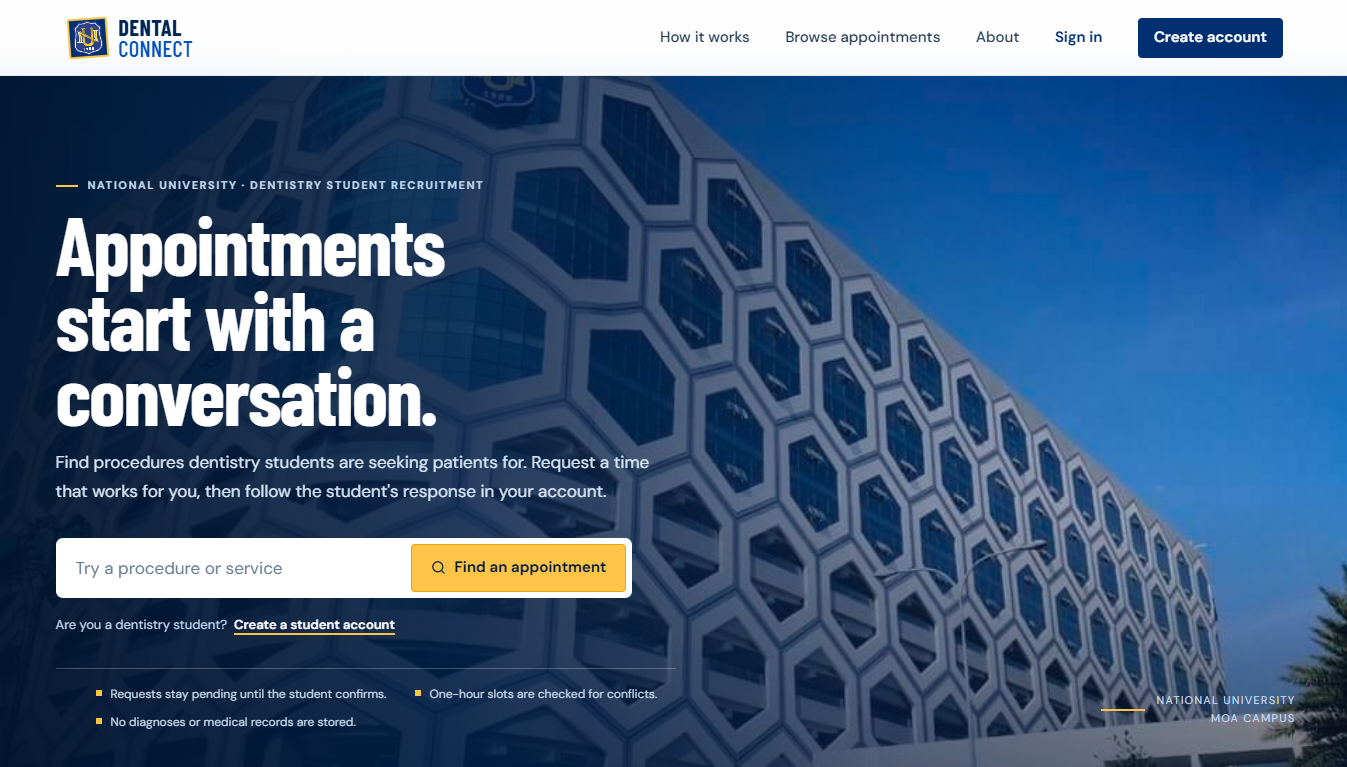 DENTAL
CONNECT
How it works
Browse appointments
About
Sign in
Create account
NATIONAL UNIVERSITY · DENTISTRY STUDENT RECRUITMENT
Appointments
start with a
conversation.
Find procedures dentistry students are seeking patients for. Request a time
that works for you, then follow the student's response in your account.
Try a procedure or service
Find an appointment
Are you a dentistry student? Create a student account
Requests stay pending until the student confirms.
One-hour slots are checked for conflicts.
No diagnoses or medical records are stored.
NATIONAL UNIVERSITY
MOA CAMPUS